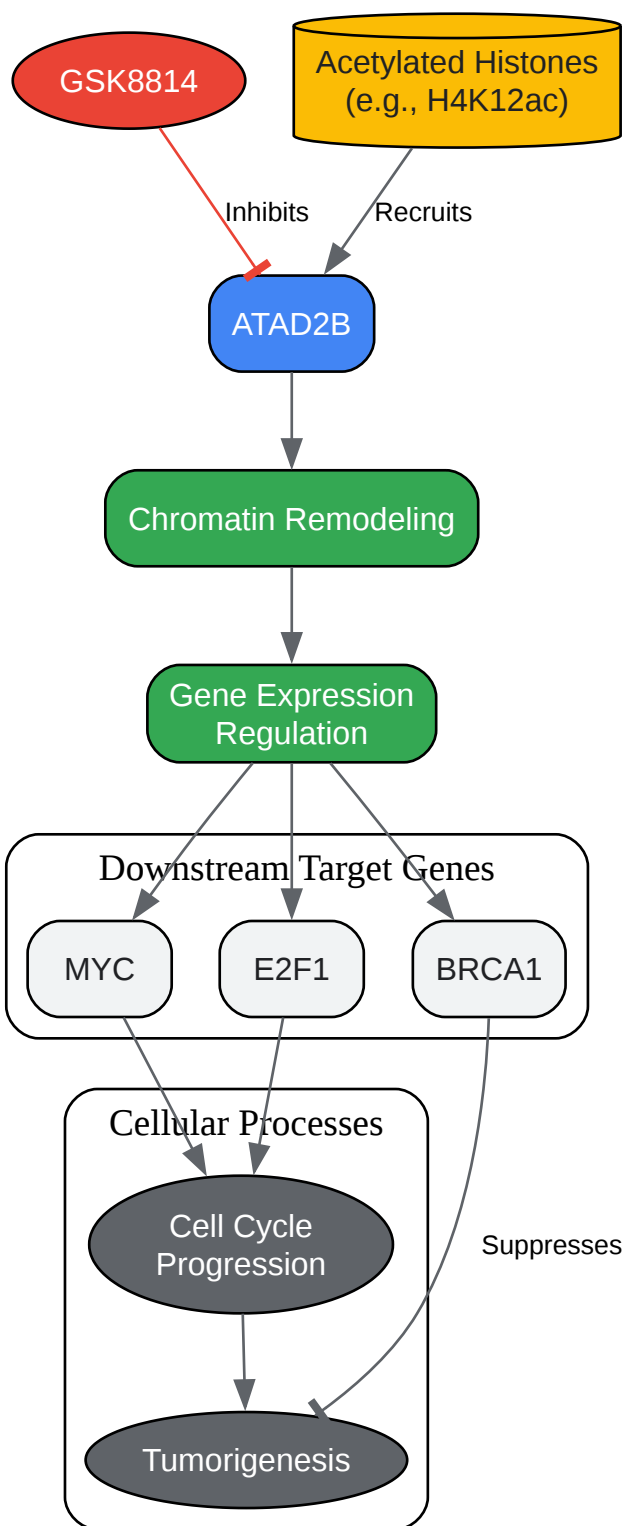 GSK8814
Acetylated Histones
(e.g., H4K12ac)
Inhibits
Recruits
ATAD2B
Chromatin Remodeling
Gene Expression
Regulation
Downstream Target Genes
MYC
E2F1
BRCA1
Cellular Processes
Cell Cycle
Progression
Suppresses
Tumorigenesis